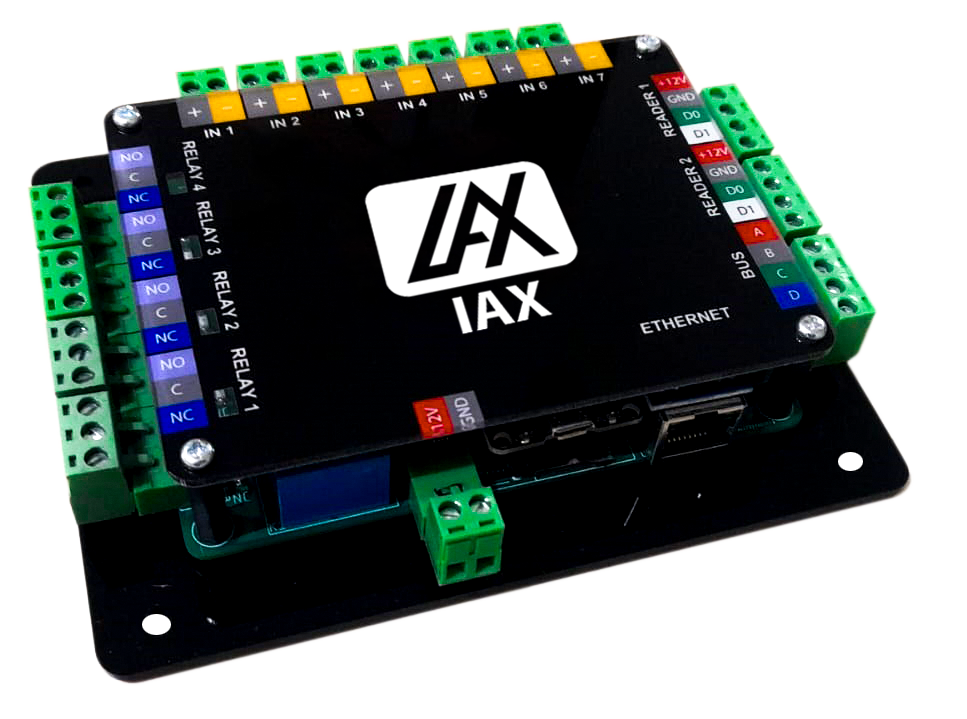 + - + - + - + - + - + - + -
IN 1 IN 2 IN 3 IN 4 IN 5 IN 6 IN 7
RELAY 4
NO
C
NC
RELAY 3
NO
C
NC
RELAY 2
NO
C
NC
RELAY 1
NO
C
NC
IAX
IAX
READER 1
+12V
GND
D0
D1
READER 2
+12V
GND
D0
D1
BUS
A
B
C
D
ETHERNET
+12V
GND